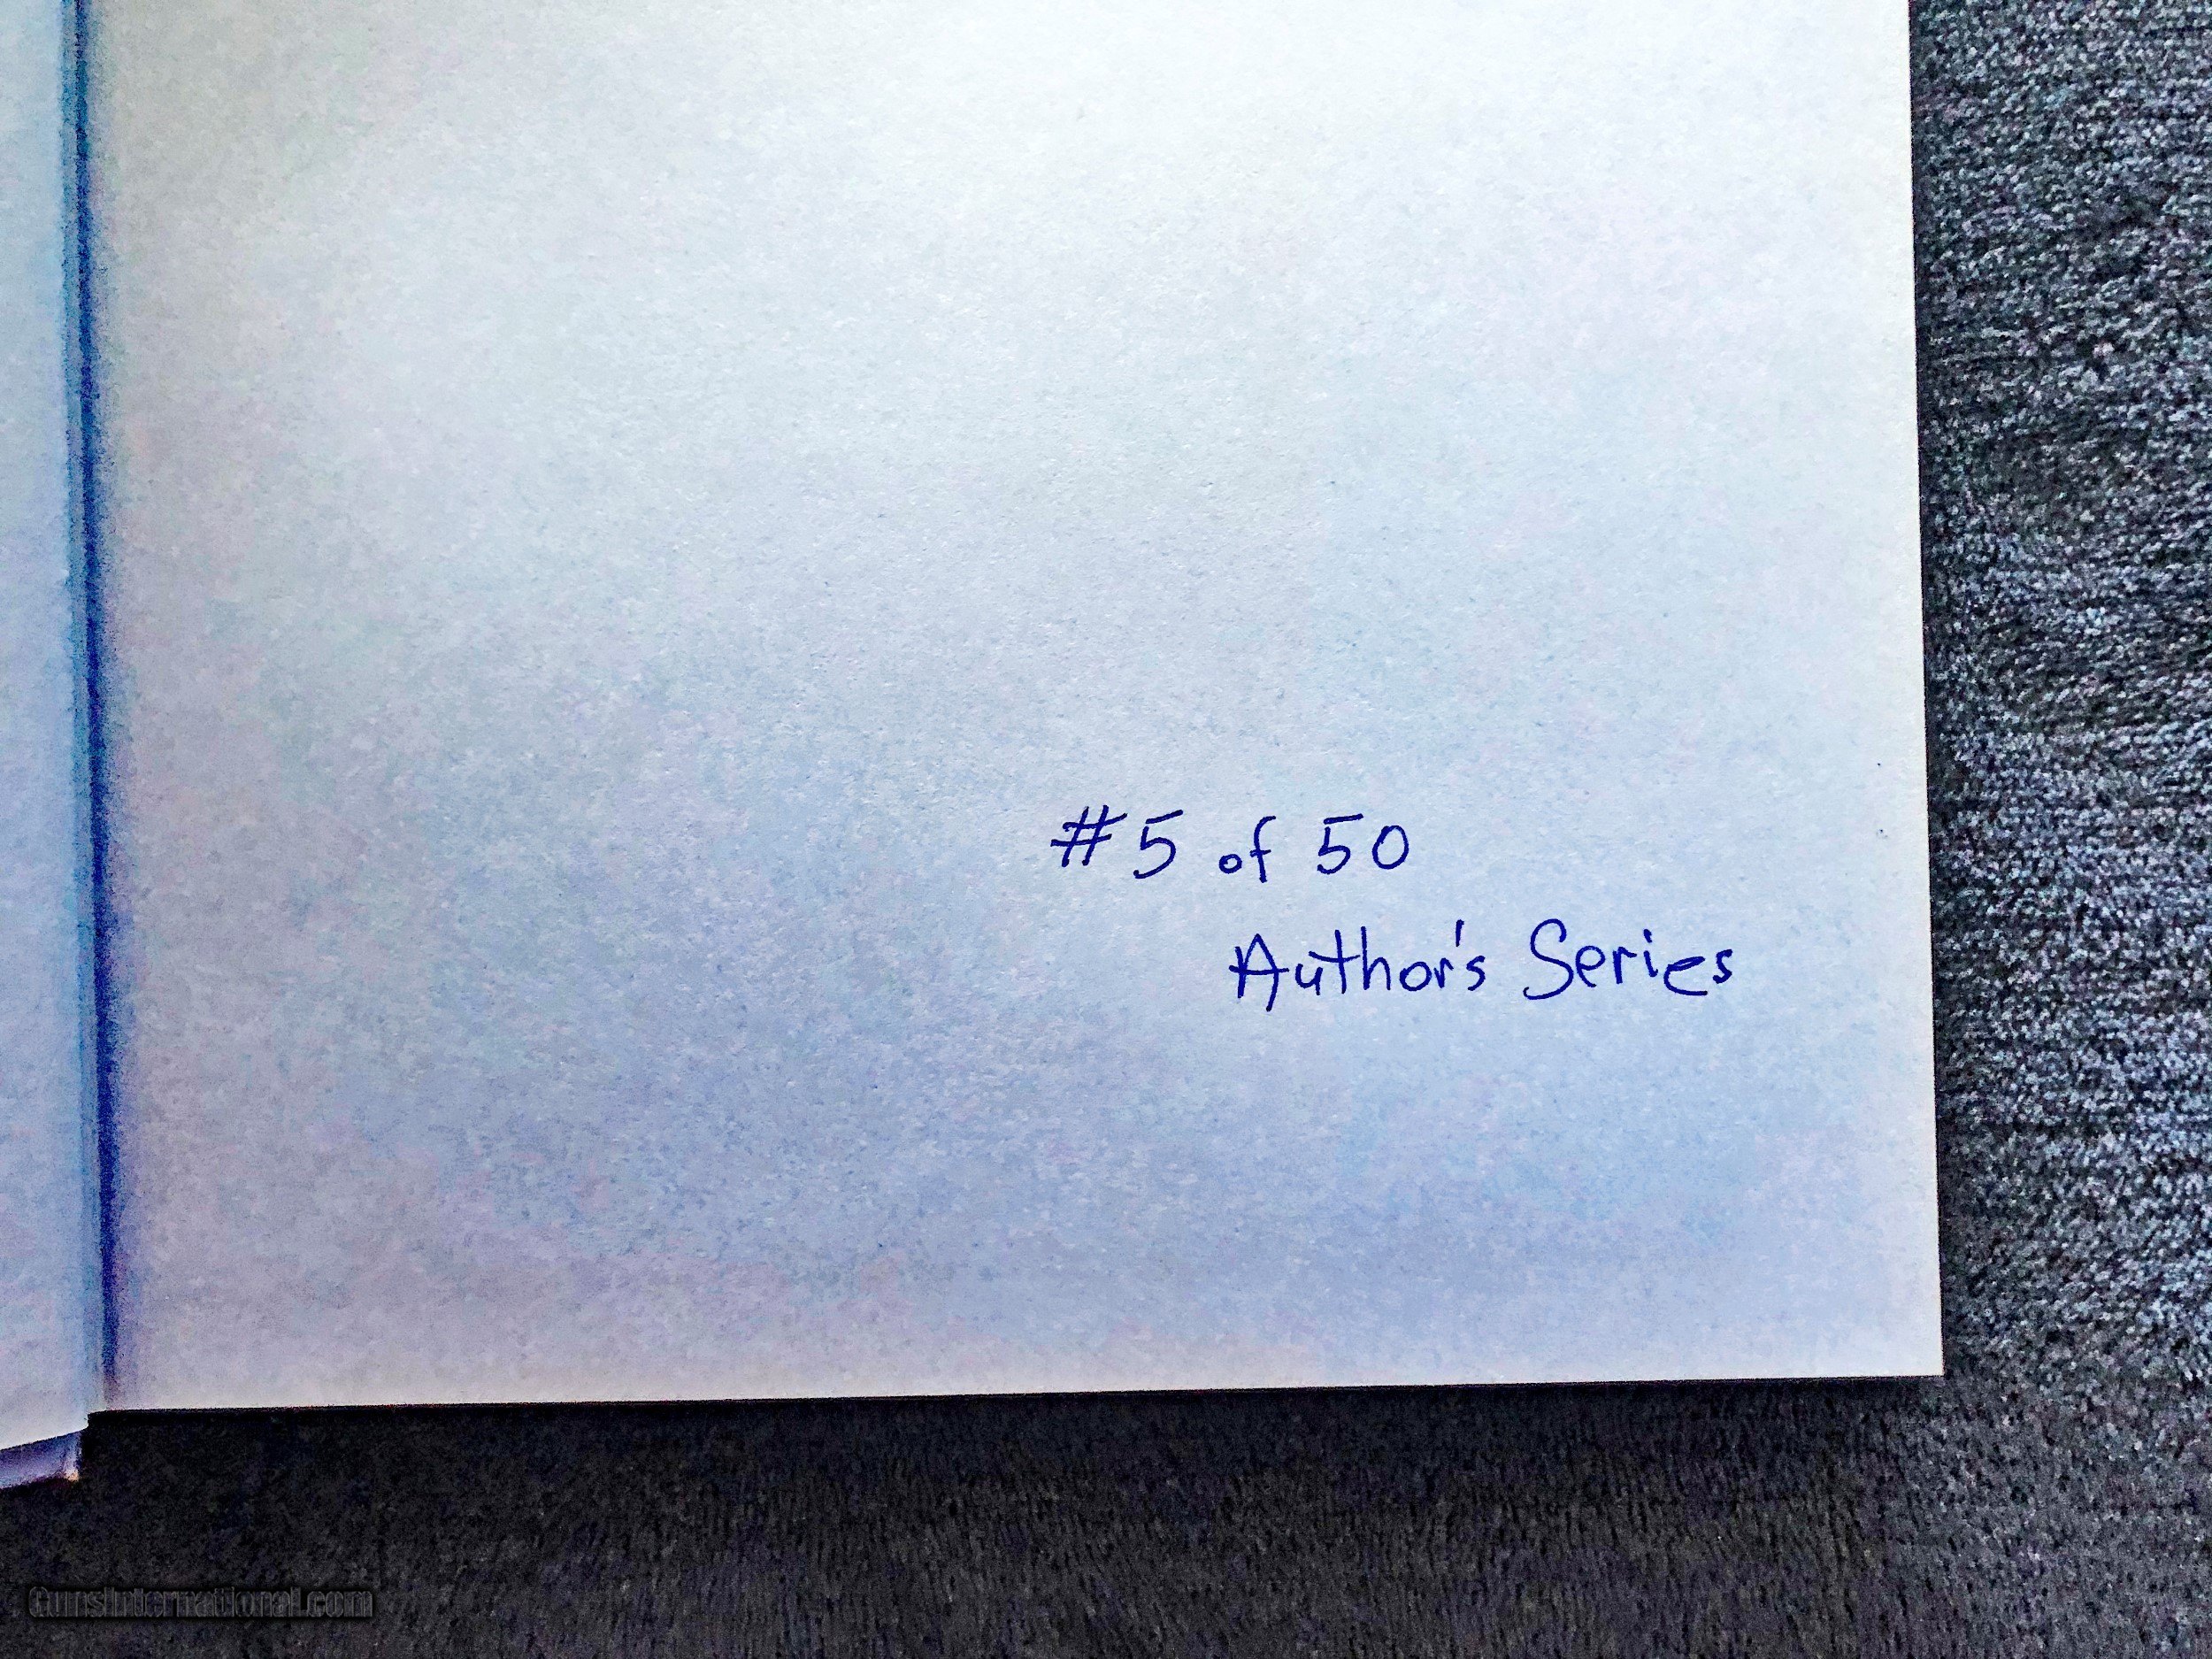 #5 of 50
Author's Series
GunsInternational.com